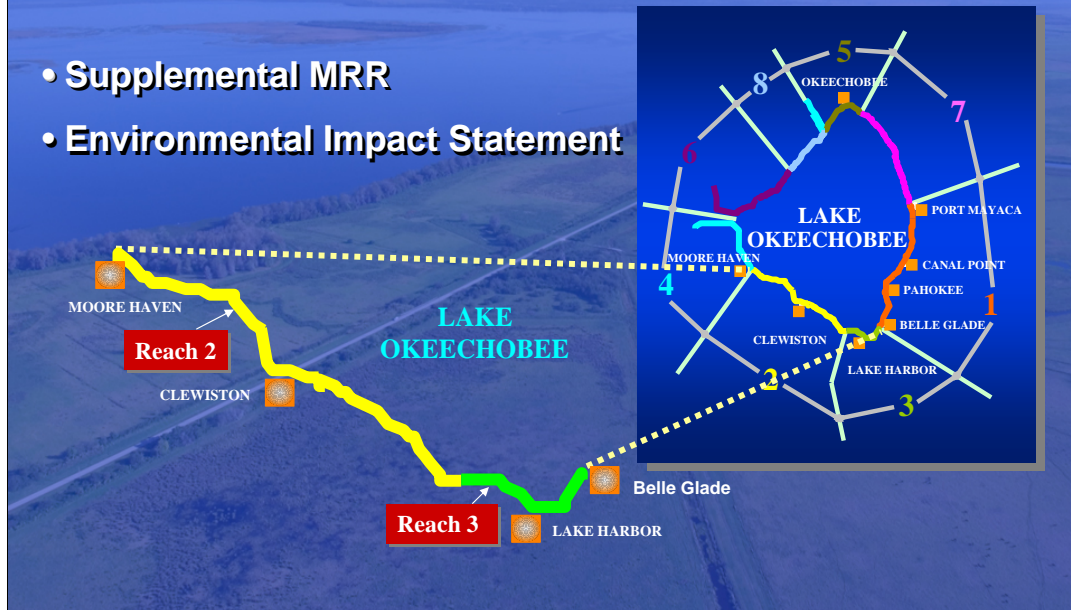 • Supplemental MRR
• Environmental Impact Statement
MOORE HAVEN
Reach 2
CLEWISTON
LAKE
OKEECHOBEE
Reach 3
LAKE HARBOR
Belle Glade
5
OKEECHOBEE
8
7
6
LAKE
OKEECHOBEE
PORT MAYACA
MOORE HAVEN
CANAL POINT
4
PAHOKEE
1
BELLE GLADE
CLEWISTON
LAKE HARBOR
2
3